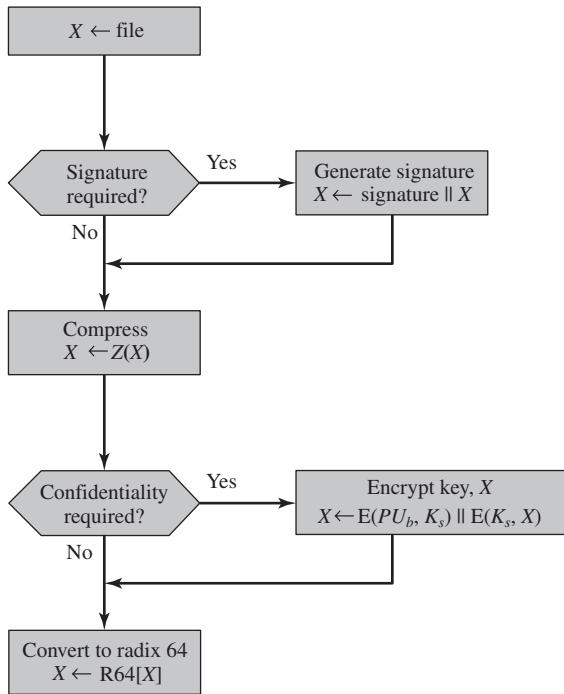 X ← file
Signature
required?
Yes
Generate signature
X ← signature || X
No
Compress
X ← Z(X)
Confidentiality
required?
Yes
Encrypt key, X
X ← E(PU_b, K_s) || E(K_s, X)
No
Convert to radix 64
X ← R64[X]